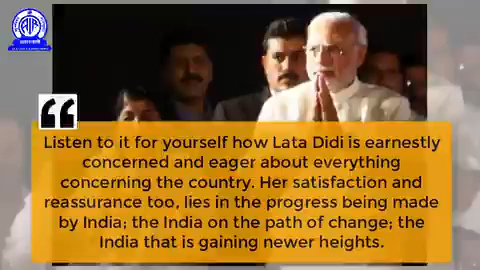 Listen to it for yourself how Lata Didi is earnestly
concerned and eager about everything
concerning the country. Her satisfaction and
reassurance too, lies in the progress being made
by India; the India on the path of change; the
India that is gaining newer heights.